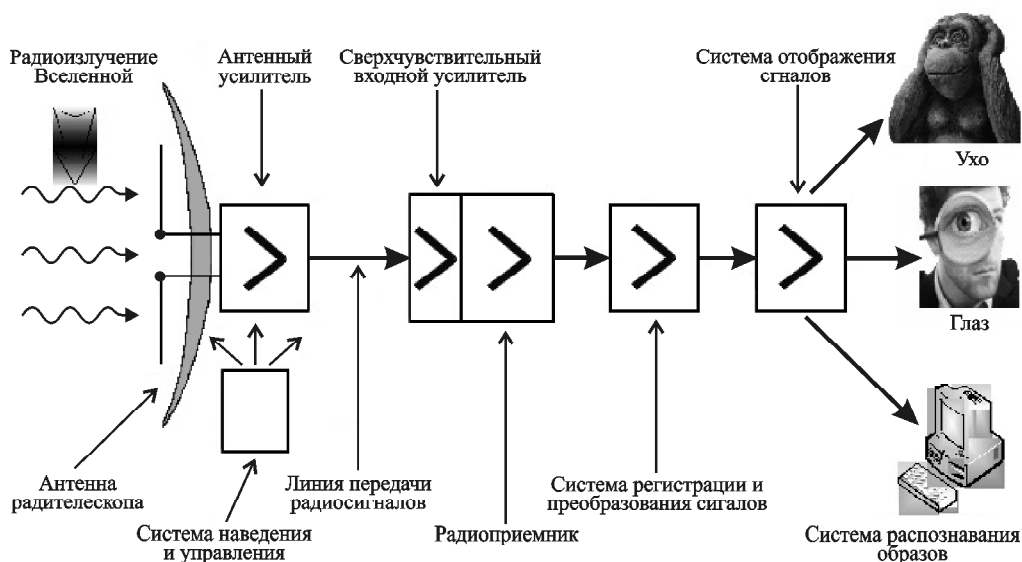 Радиоизлучение
Вселенной
Антенный
усилитель
Сверхчувствительный
входной усилитель
Система отображения
сгналов
Ухо
Глаз
Антенна
радителескопа
Система наведения
и управления
Линия передачи
радиосигналов
Радиоприемник
Система регистрации и
преобразования сигалов
Система распознавания
образов